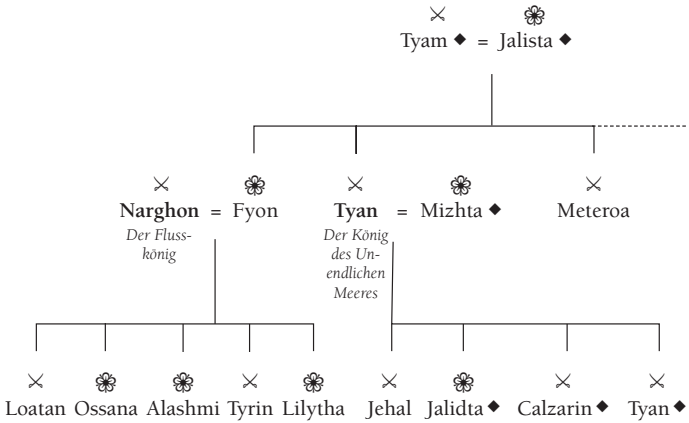 Tyam ◆ = Jalista ◆
Narghon = Fyon
Tyan = Mizhta ◆
Meteroa
Der Fluss-
könig
Der König
des Un-
endlichen
Meeres
Loatan Ossana Alashmi Tyrin Lilytha Jehal Jalidta ◆ Calzarin ◆ Tyan ◆